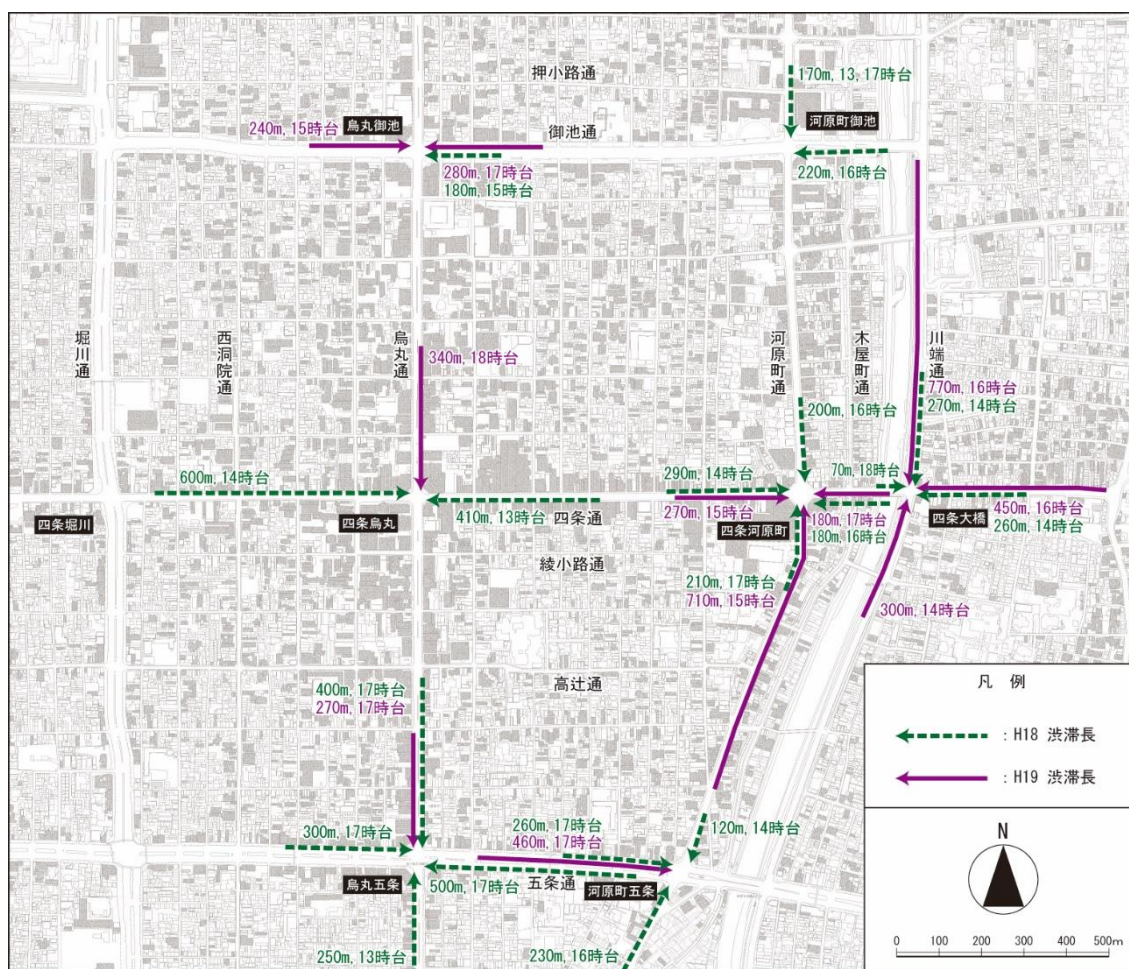 押小路通
170m, 13, 17時台
240m, 15時台
烏丸御池
御池通
河原町御池
280m, 17時台
180m, 15時台
220m, 16時台
堀川通
西洞院通
烏丸通
河原町通
木屋町通
川端通
340m, 18時台
770m, 16時台
270m, 14時台
200m, 16時台
600m, 14時台
290m, 14時台
70m, 18時台
四条堀川
四条烏丸
410m, 13時台
四条通
270m, 15時台
四条河原町
180m, 17時台
180m, 16時台
四条大橋
450m, 16時台
260m, 14時台
綾小路通
210m, 17時台
710m, 15時台
300m, 14時台
高辻通
400m, 17時台
270m, 17時台
300m, 17時台
260m, 17時台
460m, 17時台
120m, 14時台
烏丸五条
500m, 17時台
五条通
河原町五条
250m, 13時台
230m, 16時台
凡 例
: H18 渋滞長
: H19 渋滞長
N
0 100 200 300 400 500m